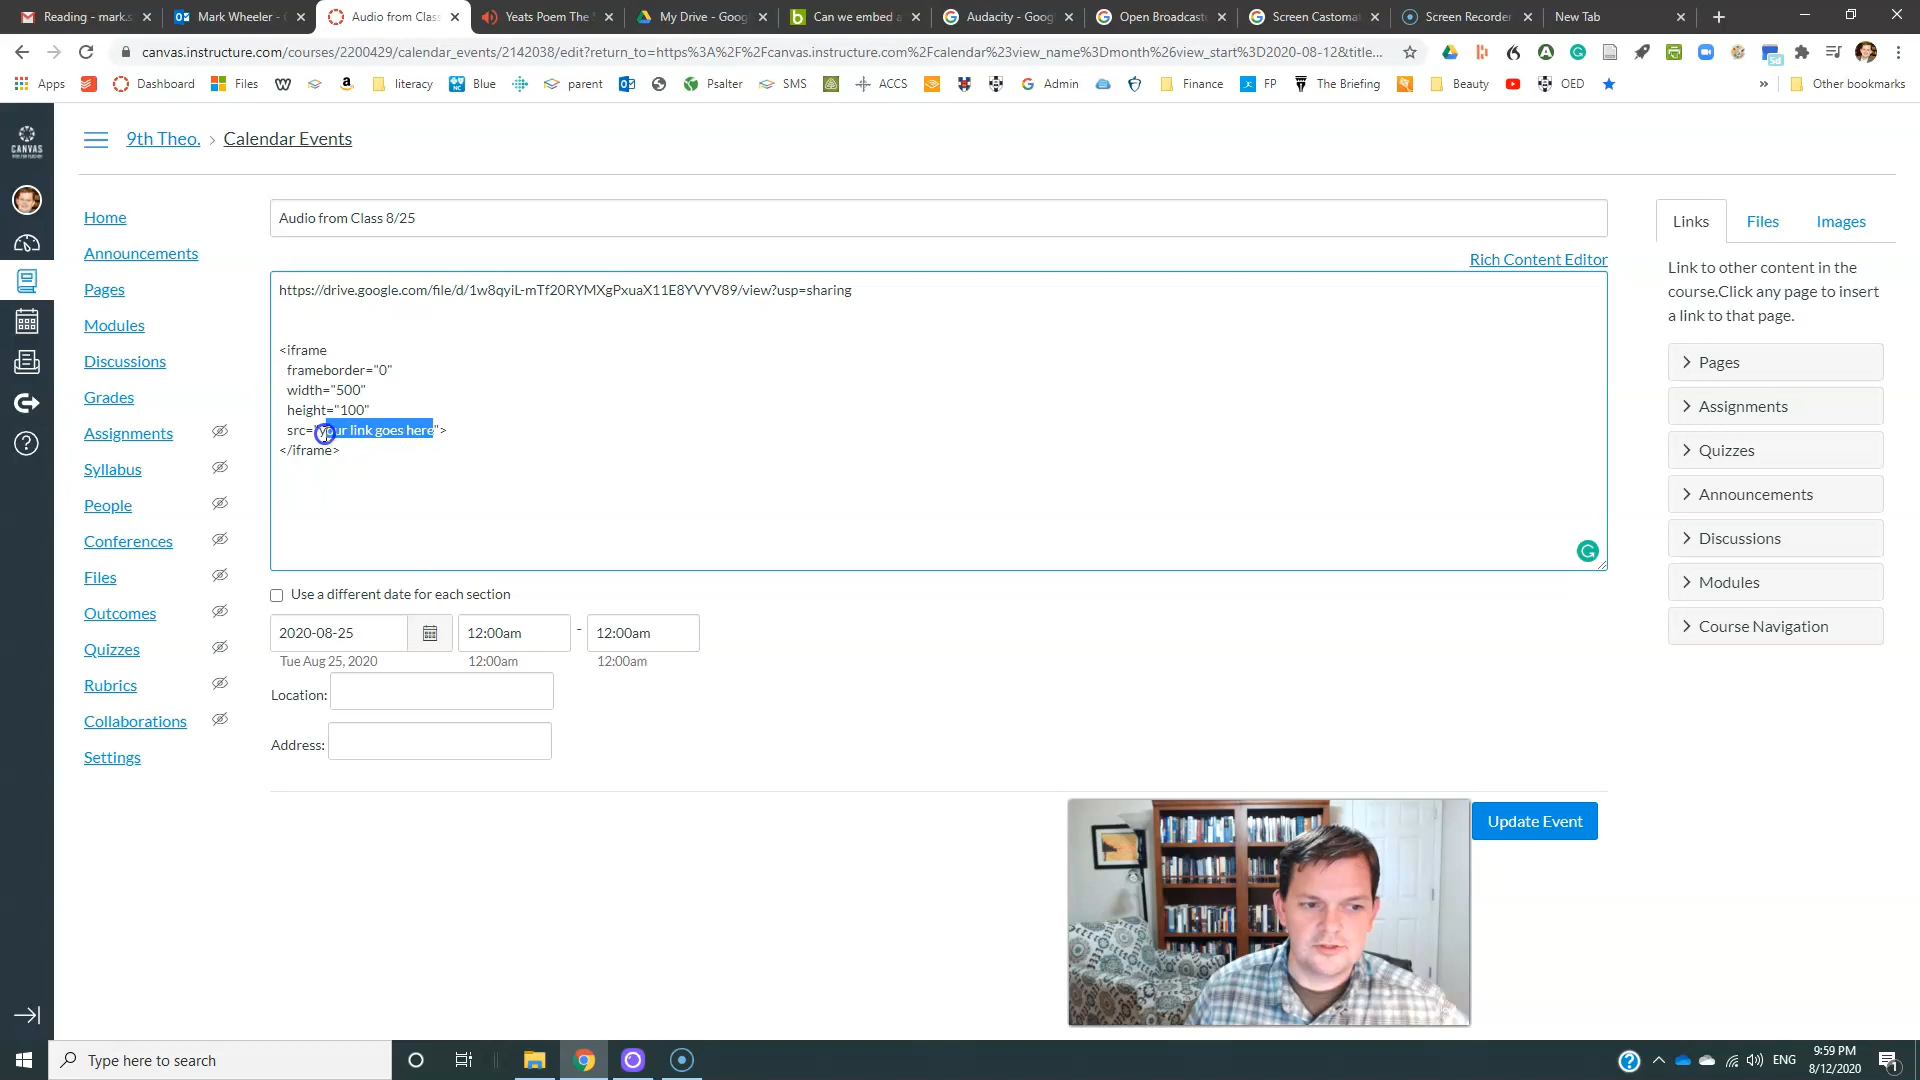 Reading - mark.s
Mark Wheeler - 
Audio from Clas
Yeats Poem The S
My Drive - Goog
Can we embed a
Audacity - Goog
Open Broadcast
Screen Castoma
Screen Recorder
New Tab
canvas.instructure.com/courses/2200429/calendar_events/2142038/edit?return_to=https%3A%2F%2Fcanvas.instructure.com%2Fcalendar%23view_name%3Dmonth%26view_start%3D2020-08-12&title...
Apps
Dashboard
Files
literacy
Blue
parent
Psalter
SMS
ACCS
Admin
Finance
FP
The Briefing
Beauty
OED
»
Other bookmarks
CANVAS
9th Theo. > Calendar Events
Home
Announcements
Pages
Modules
Discussions
Grades
Assignments
Syllabus
People
Conferences
Files
Outcomes
Quizzes
Rubrics
Collaborations
Settings
Audio from Class 8/25
Rich Content Editor
https://drive.google.com/file/d/1w8qyiL-mTf20RYMXgPxuaX11E8YVYV89/view?usp=sharing
<iframe
frameborder="0"
width="500"
height="100"
src="your link goes here">
</iframe>
Use a different date for each section
2020-08-25
12:00am
-
12:00am
Tue Aug 25, 2020
12:00am
12:00am
Location:
Address:
Update Event
Links
Files
Images
Link to other content in the
course.Click any page to insert
a link to that page.
Pages
Assignments
Quizzes
Announcements
Discussions
Modules
Course Navigation
Type here to search
ENG
9:59 PM
8/12/2020